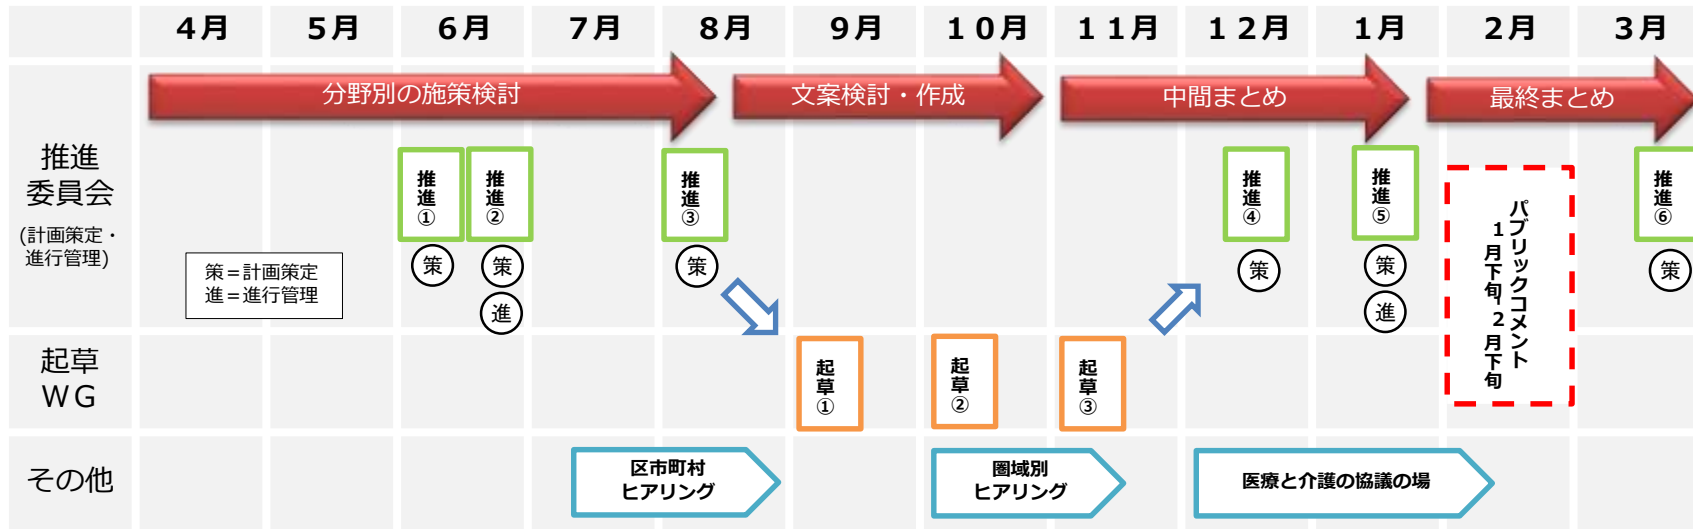 ４月 ５月 ６月 ７月 ８月 ９月 １０月 １１月 １２月 １月 ２月 ３月
分野別の施策検討
文案検討・作成
中間まとめ
最終まとめ
推進
委員会
(計画策定・
進行管理)
策＝計画策定
進＝進行管理
推進①
策
推進②
策
進
推進③
策
推進④
策
推進⑤
策
進
パブリックコメント
１月下旬-２月下旬
推進⑥
策
起草
ＷＧ
起草①
起草②
起草③
その他
区市町村
ヒアリング
圏域別
ヒアリング
医療と介護の協議の場